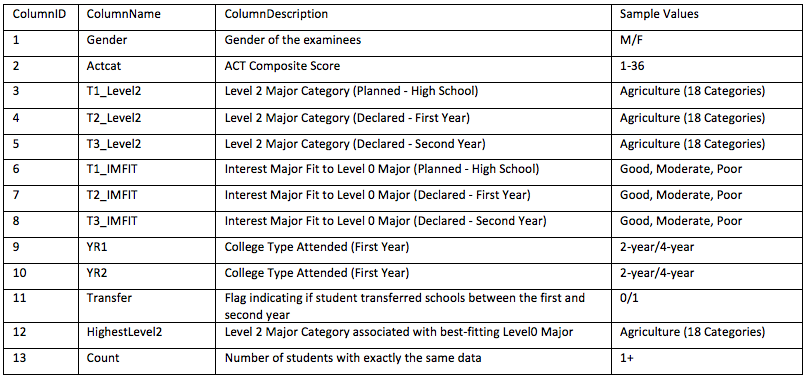 ColumnID ColumnName ColumnDescription Sample Values
1 Gender Gender of the examinees M/F
2 Actcat ACT Composite Score 1-36
3 T1_Level2 Level 2 Major Category (Planned - High School) Agriculture (18 Categories)
4 T2_Level2 Level 2 Major Category (Declared - First Year) Agriculture (18 Categories)
5 T3_Level2 Level 2 Major Category (Declared - Second Year) Agriculture (18 Categories)
6 T1_IMFIT Interest Major Fit to Level 0 Major (Planned - High School) Good, Moderate, Poor
7 T2_IMFIT Interest Major Fit to Level 0 Major (Declared - First Year) Good, Moderate, Poor
8 T3_IMFIT Interest Major Fit to Level 0 Major (Declared - Second Year) Good, Moderate, Poor
9 YR1 College Type Attended (First Year) 2-year/4-year
10 YR2 College Type Attended (First Year) 2-year/4-year
11 Transfer Flag indicating if student transferred schools between the first and 0/1
second year
12 HighestLevel2 Level 2 Major Category associated with best-fitting Level0 Major Agriculture (18 Categories)
13 Count Number of students with exactly the same data 1+